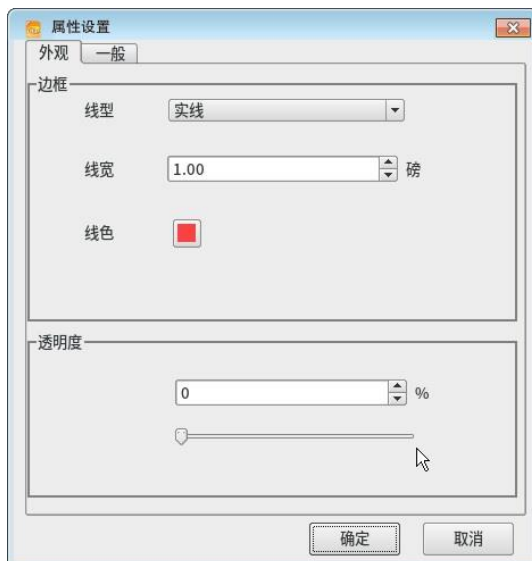 属性设置
外观 一般
边框
线型 实线
线宽 1.00 磅
线色
透明度
0 %
确定 取消